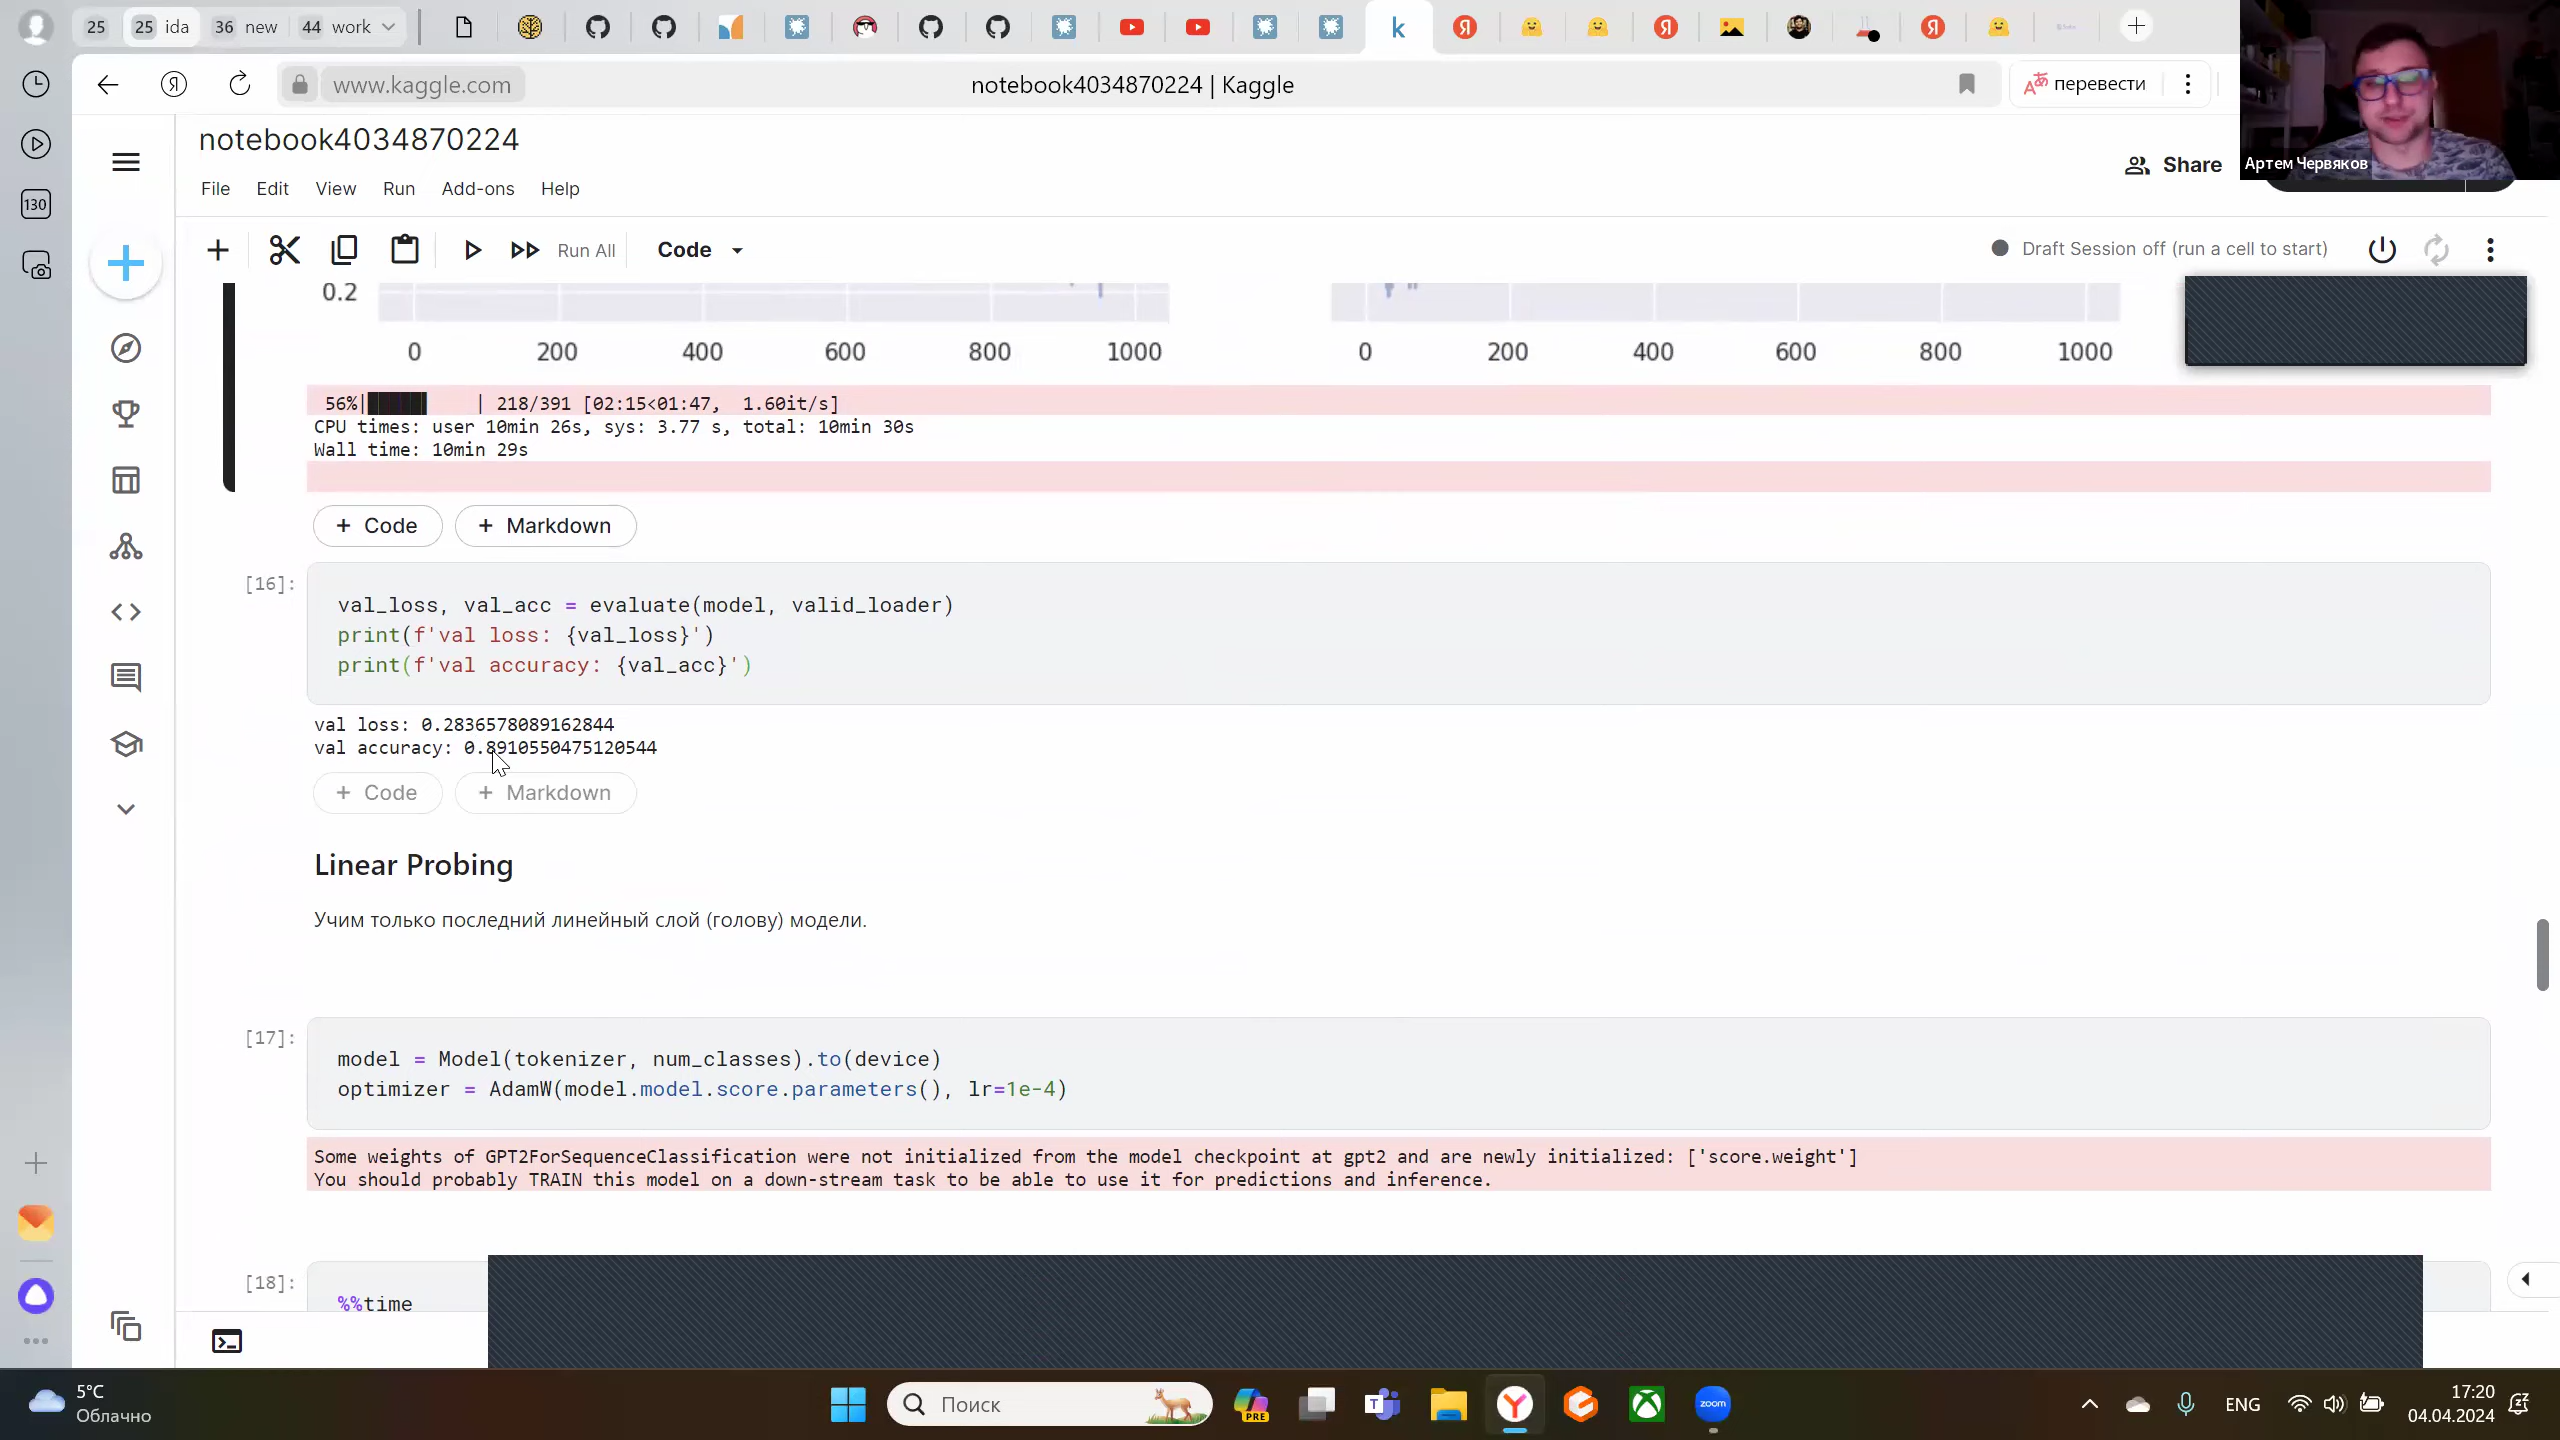 25
25 ida
36 new
44 work
www.kaggle.com
notebook4034870224 | Kaggle
перевести
Артем Червяков
130
notebook4034870224
File Edit View Run Add-ons Help
Share
Run All
Code
Draft Session off (run a cell to start)
0.2
0 200 400 600 800 1000
0 200 400 600 800 1000
56%| | 218/391 [02:15<01:47, 1.60it/s]
CPU times: user 10min 26s, sys: 3.77 s, total: 10min 30s
Wall time: 10min 29s
+ Code + Markdown
[16]:
val_loss, val_acc = evaluate(model, valid_loader)
print(f'val loss: {val_loss}')
print(f'val accuracy: {val_acc}')
val loss: 0.2836578089162844
val accuracy: 0.8910550475120544
+ Code + Markdown
Linear Probing
Учим только последний линейный слой (голову) модели.
[17]:
model = Model(tokenizer, num_classes).to(device)
optimizer = AdamW(model.model.score.parameters(), lr=1e-4)
Some weights of GPT2ForSequenceClassification were not initialized from the model checkpoint at gpt2 and are newly initialized: ['score.weight']
You should probably TRAIN this model on a down-stream task to be able to use it for predictions and inference.
[18]:
%%time
5°C
Облачно
Поиск
PRE
zoom
ENG
17:20
04.04.2024